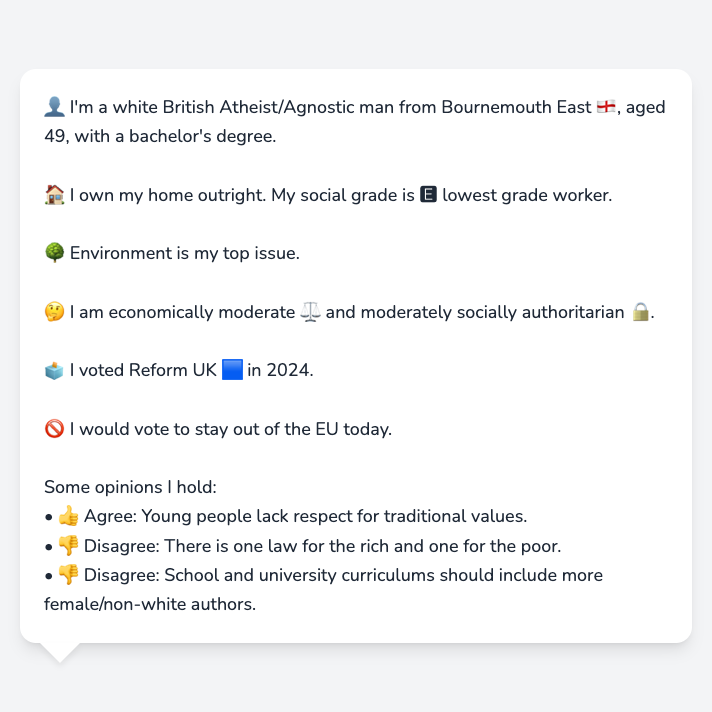 👤 I'm a white British Atheist/Agnostic man from Bournemouth East 🏴󠁧󠁢󠁥󠁮󠁧󠁿, aged
49, with a bachelor's degree.
🏠 I own my home outright. My social grade is 🅴 lowest grade worker.
🌳 Environment is my top issue.
🤔 I am economically moderate ⚖️ and moderately socially authoritarian 🔒.
🗳️ I voted Reform UK 🟦 in 2024.
🚫 I would vote to stay out of the EU today.
Some opinions I hold:
• 👍 Agree: Young people lack respect for traditional values.
• 👎 Disagree: There is one law for the rich and one for the poor.
• 👎 Disagree: School and university curriculums should include more
female/non-white authors.